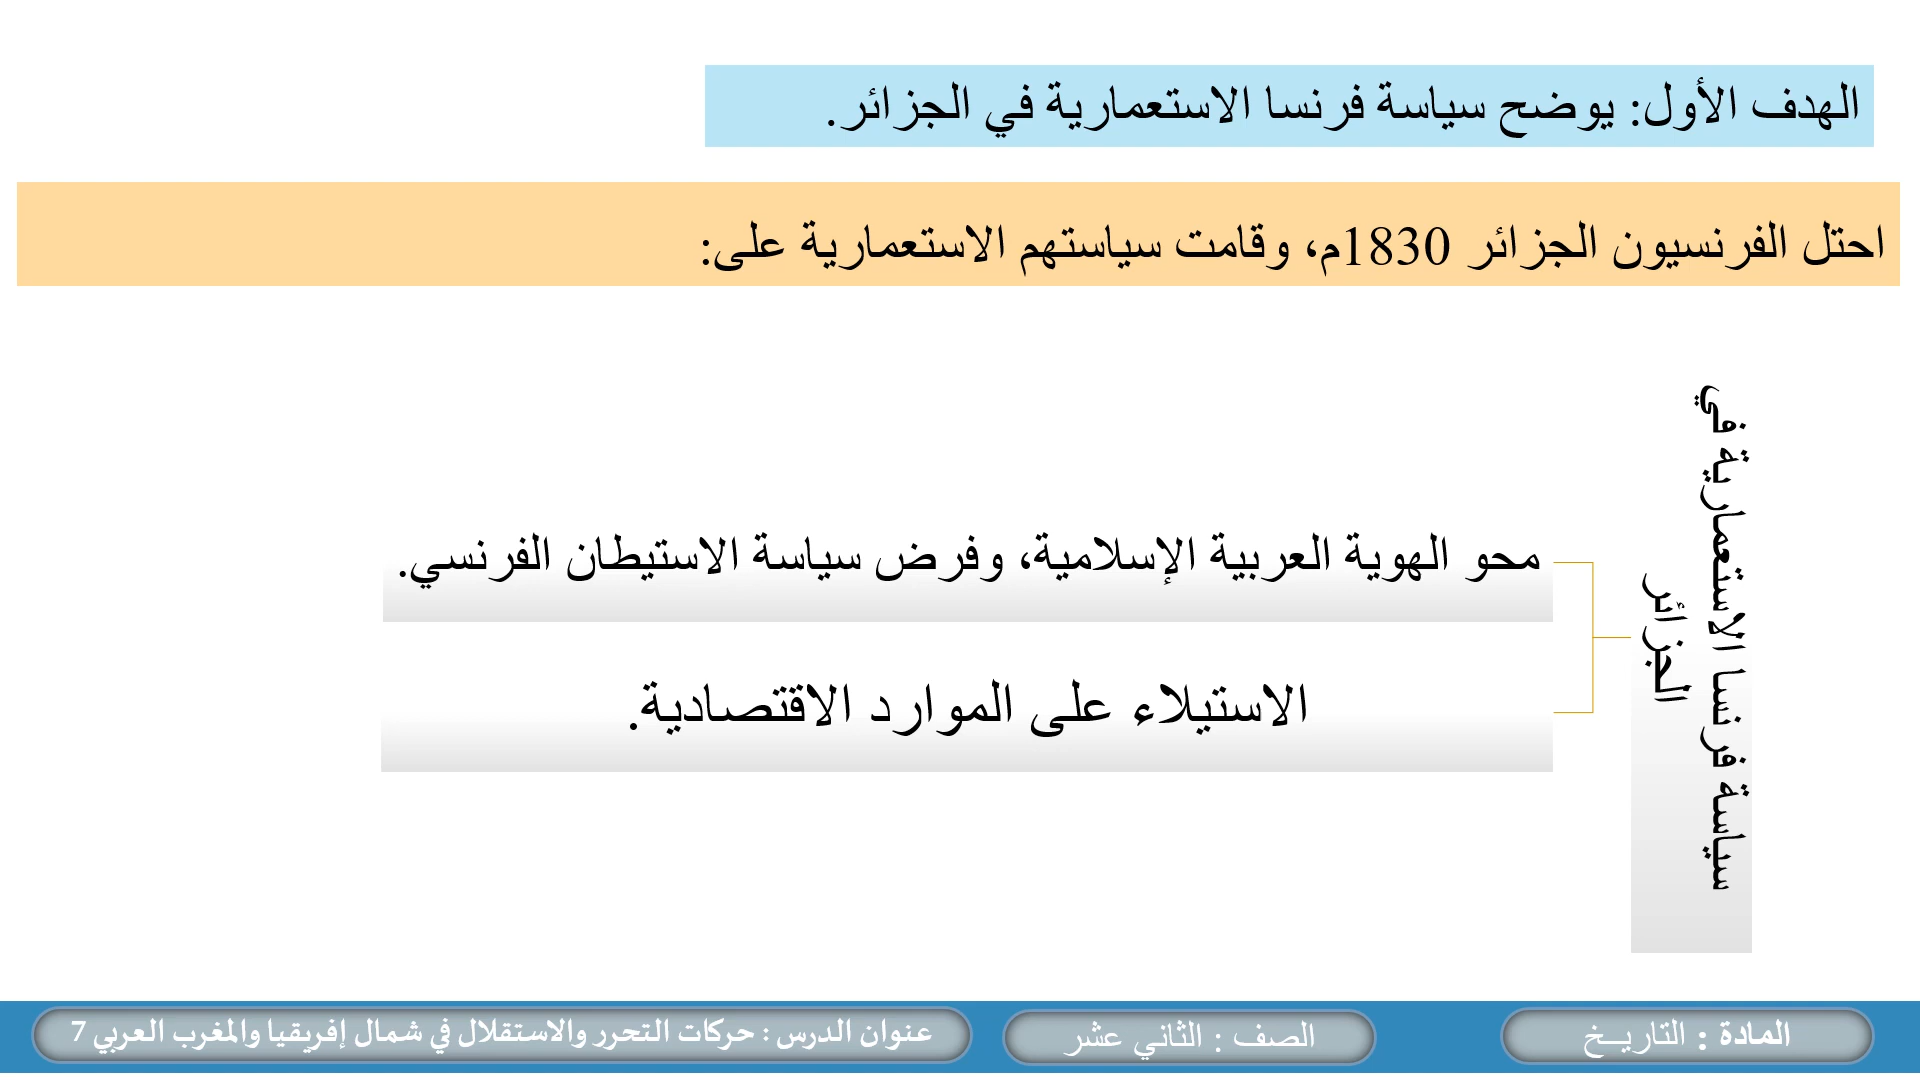 الهدف الأول: يوضح سياسة فرنسا الاستعمارية في الجزائر.
احتل الفرنسيون الجزائر 1830م، وقامت سياستهم الاستعمارية على:
سياسة فرنسا الإستعمارية في
الجزائر
محو الهوية العربية الإسلامية، وفرض سياسة الاستيطان الفرنسي.
الاستيلاء على الموارد الاقتصادية.
المادة : التاريـخ
الصف : الثاني عشر
عنوان الدرس : حركات التحرر والاستقلال في شمال إفريقيا والمغرب العربي 7